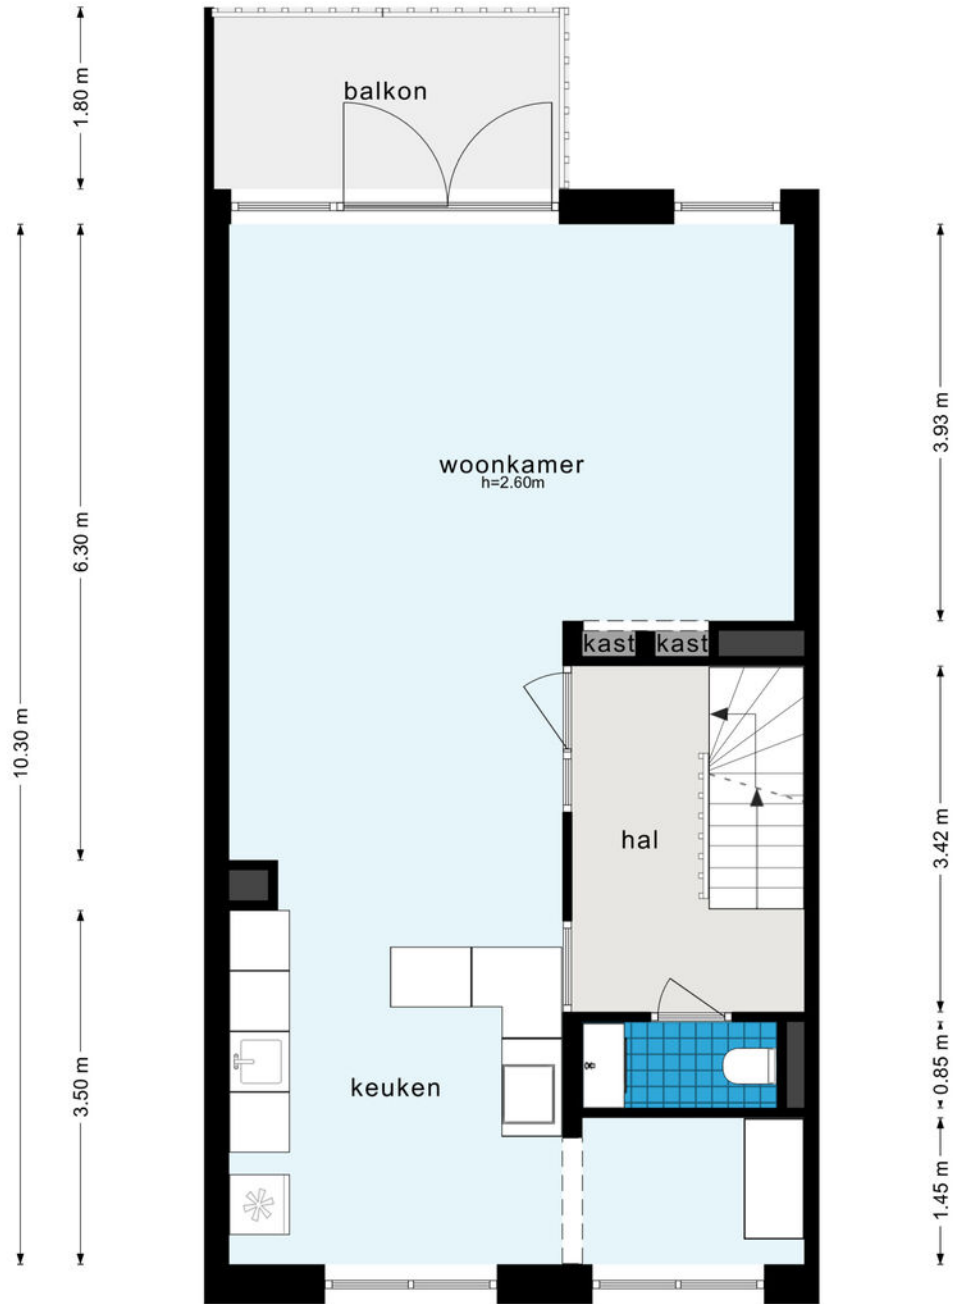 1.80 m
balkon
10.30 m
6.30 m
3.93 m
woonkamer
h=2.60m
kast kast
3.42 m
hal
3.50 m
keuken
0.85 m
1.45 m